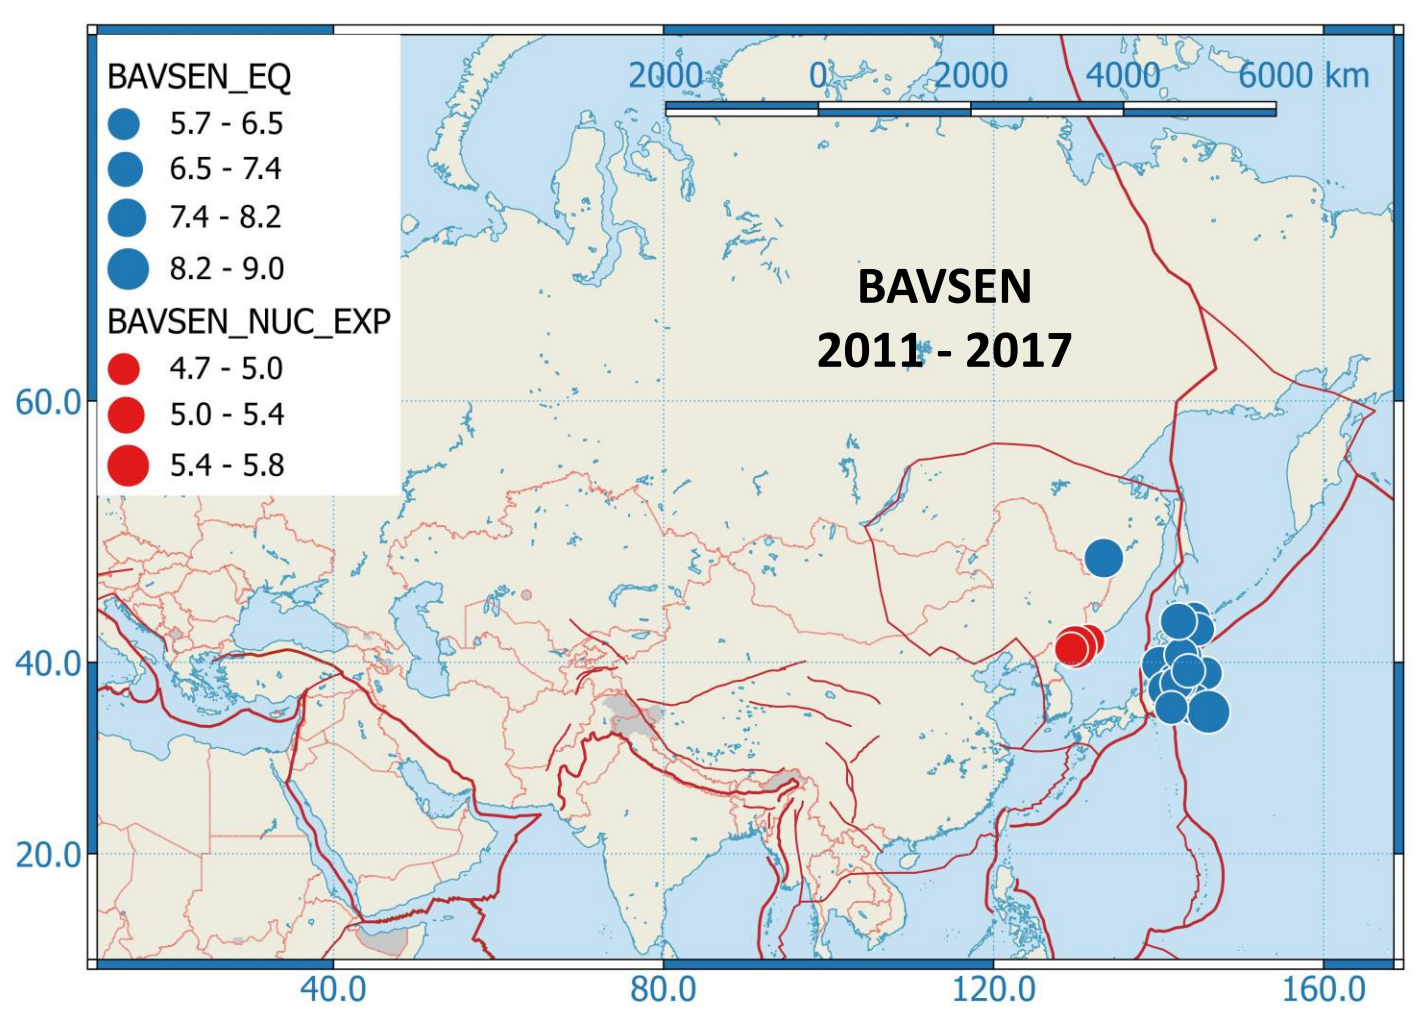 BAVSEN_EQ
5.7 - 6.5
6.5 - 7.4
7.4 - 8.2
8.2 - 9.0
BAVSEN_NUC_EXP
4.7 - 5.0
5.0 - 5.4
5.4 - 5.8
2000 0 2000 4000 6000 km
BAVSEN
2011 - 2017
60.0
40.0
20.0
40.0 80.0 120.0 160.0